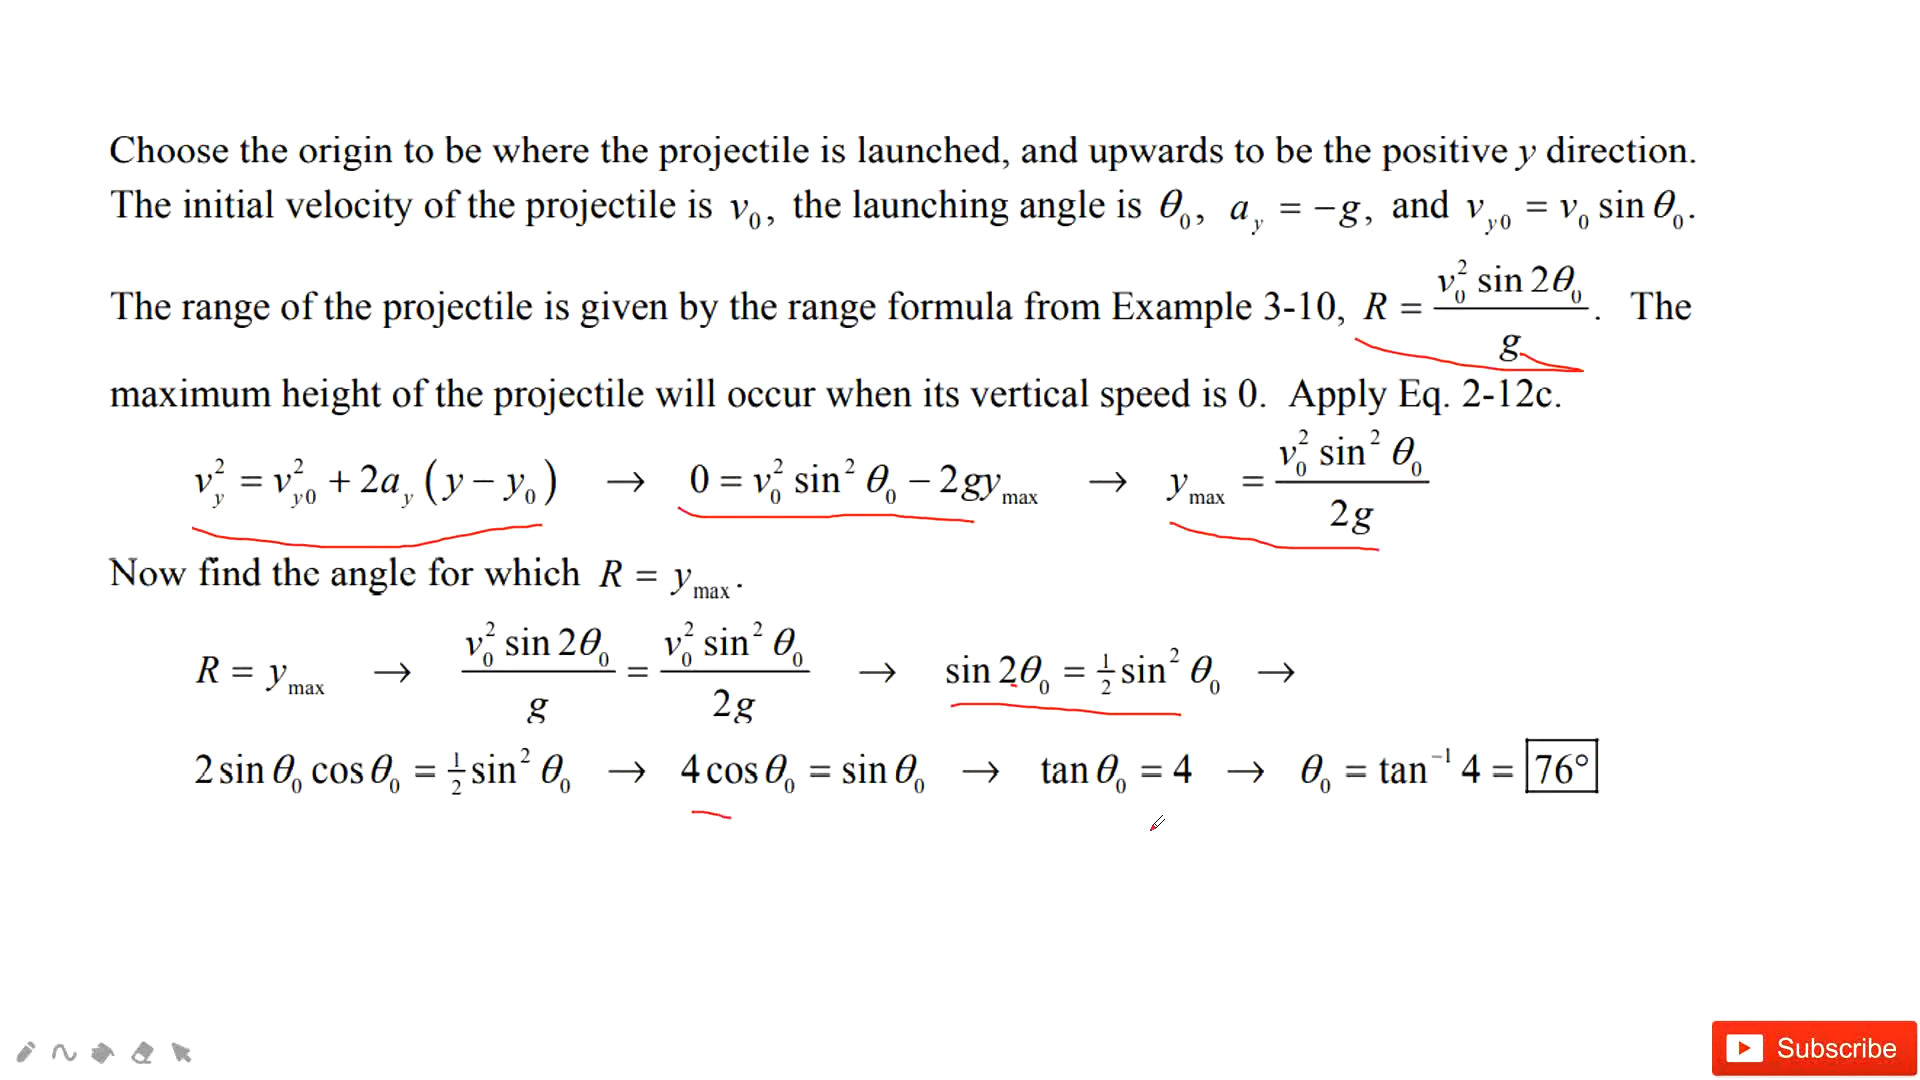 Choose the origin to be where the projectile is launched, and upwards to be the positive y direction.
The initial velocity of the projectile is v₀, the launching angle is θ₀, a_y = −g, and v_y0 = v₀ sin θ₀.
The range of the projectile is given by the range formula from Example 3-10, R = v₀² sin 2θ₀ / g. The
maximum height of the projectile will occur when its vertical speed is 0. Apply Eq. 2-12c.
v_y² = v_y0² + 2a_y (y − y₀) → 0 = v₀² sin² θ₀ − 2gy_max → y_max = v₀² sin² θ₀ / 2g
Now find the angle for which R = y_max.
R = y_max → v₀² sin 2θ₀ / g = v₀² sin² θ₀ / 2g → sin 2θ₀ = ½ sin² θ₀ →
2 sin θ₀ cos θ₀ = ½ sin² θ₀ → 4 cos θ₀ = sin θ₀ → tan θ₀ = 4 → θ₀ = tan⁻¹ 4 = 76°
Subscribe